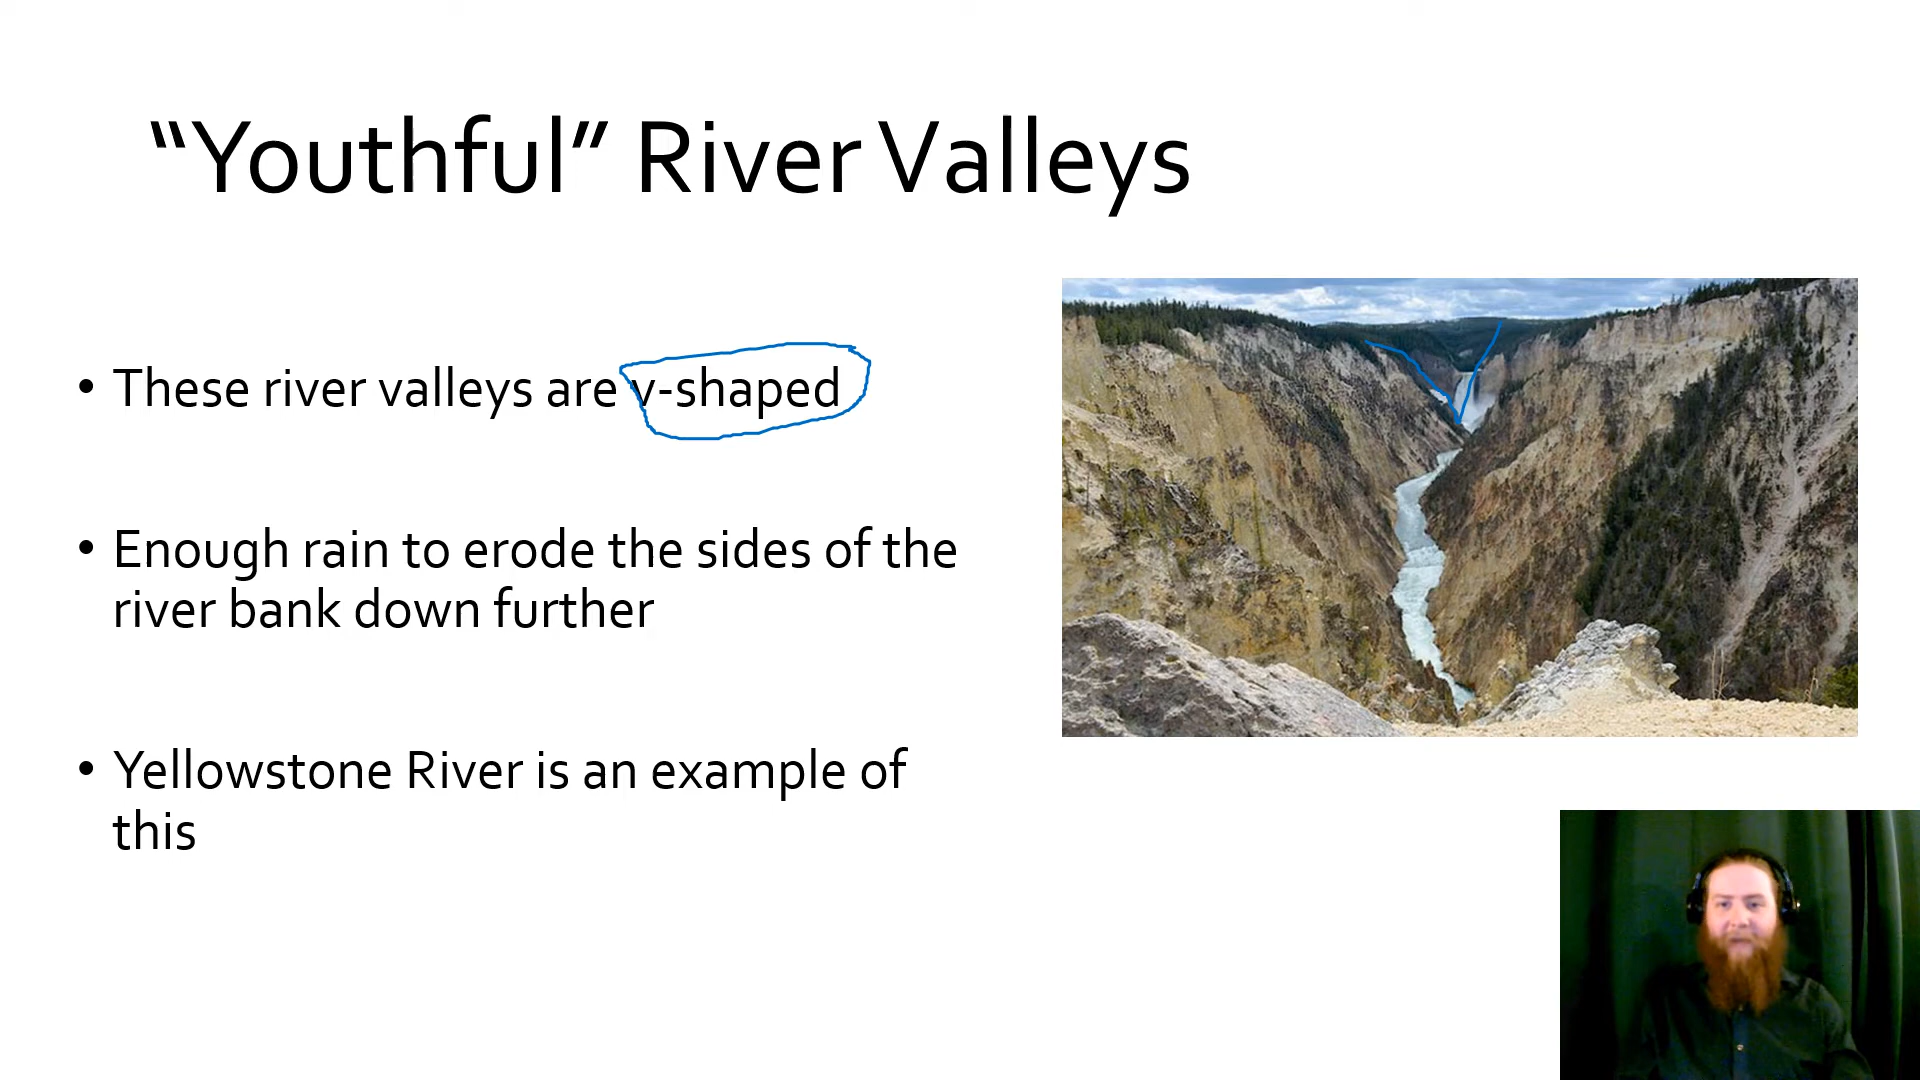 “Youthful” River Valleys
• These river valleys are v-shaped
• Enough rain to erode the sides of the
river bank down further
• Yellowstone River is an example of
this